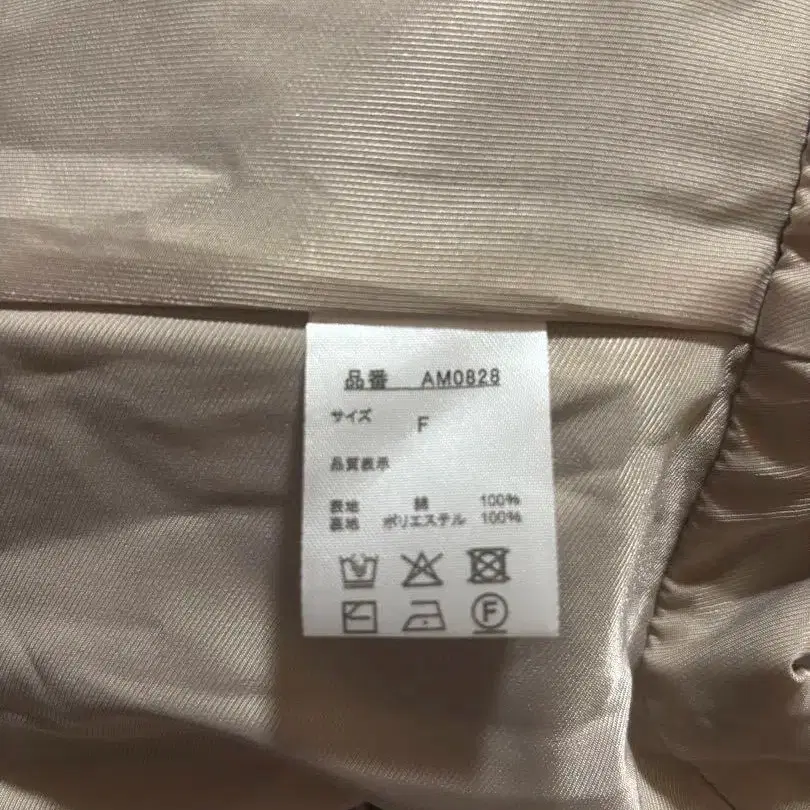 品番 AM0828
サイズ F
品質表示
表地 綿 100%
裏地 ポリエステル 100%
F